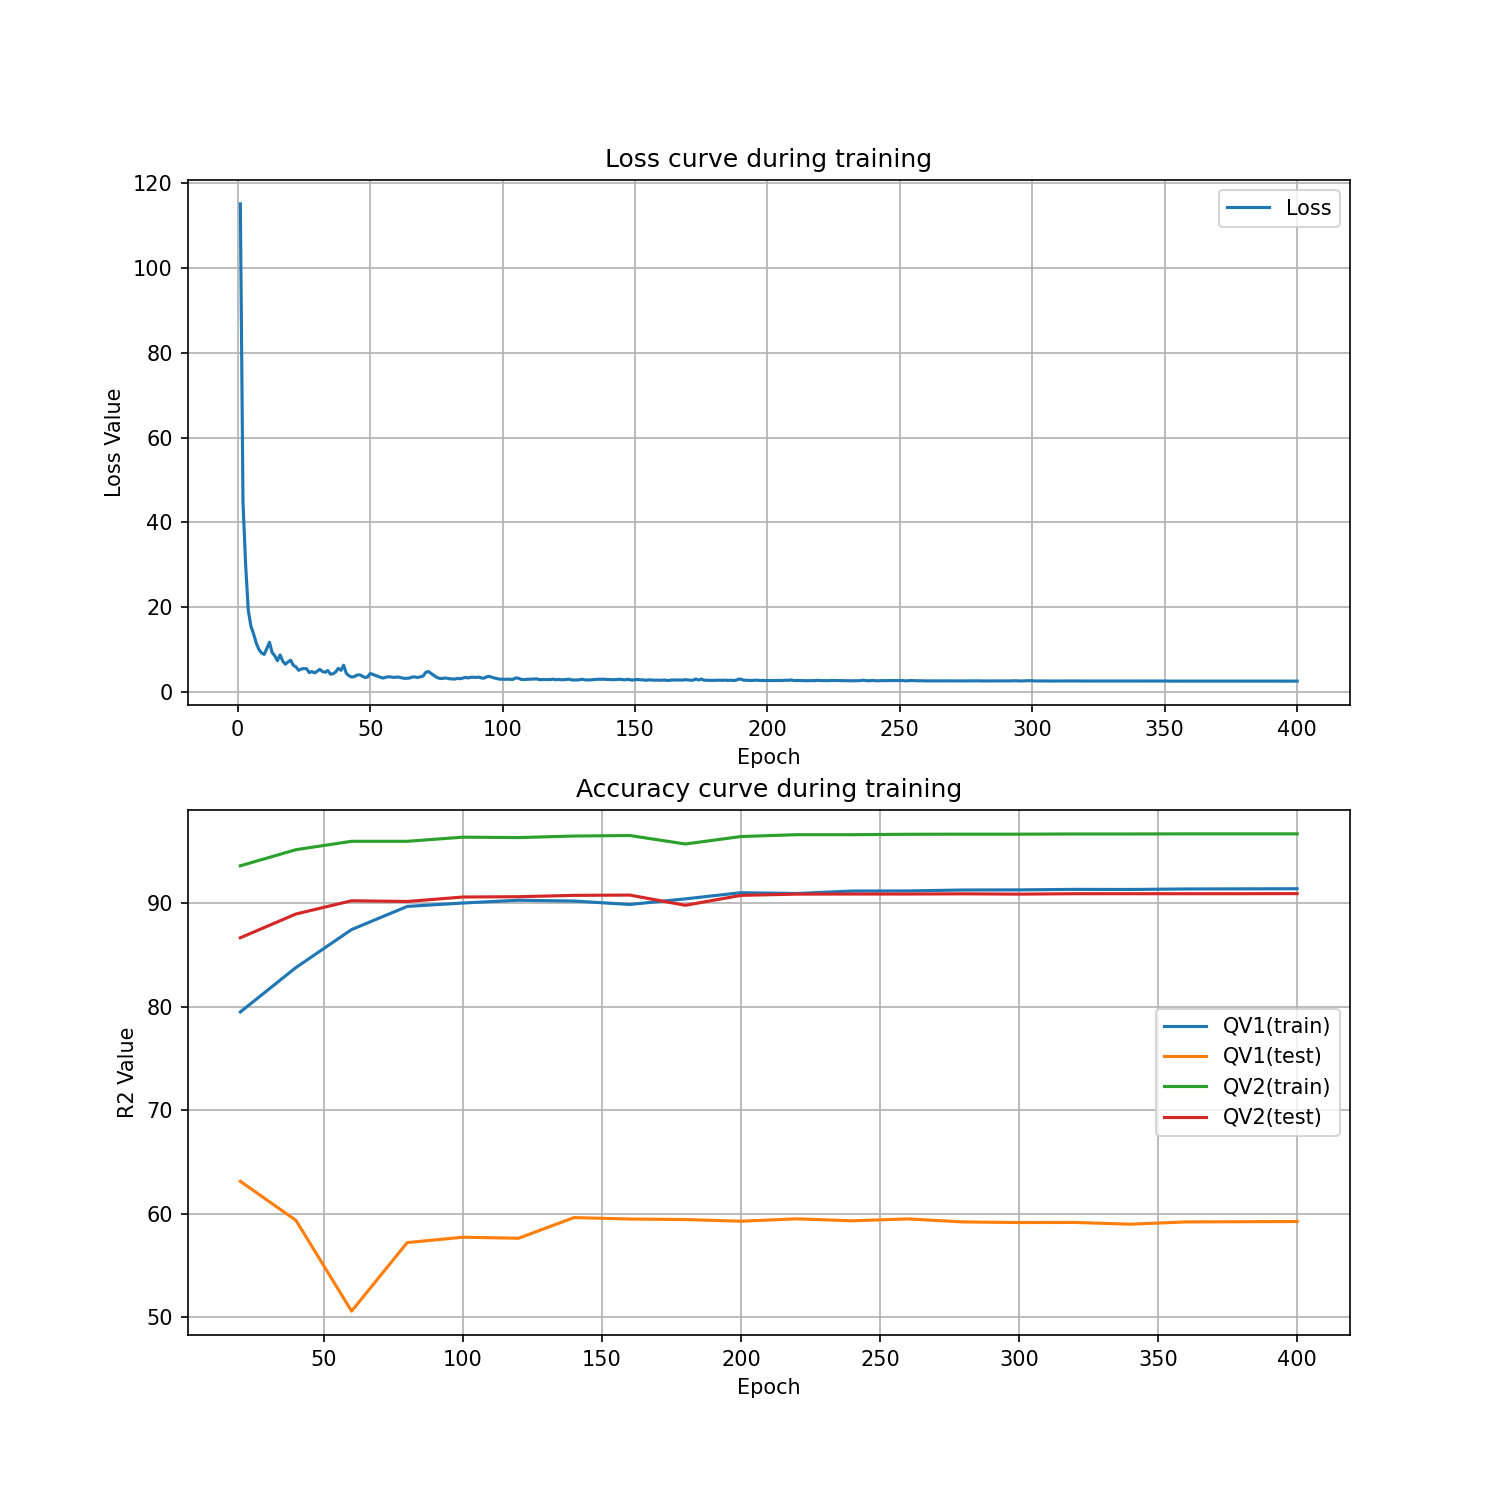 Loss curve during training
120
100
80
60
40
20
0
Loss Value
Loss
0 50 100 150 200 250 300 350 400
Epoch
Accuracy curve during training
90
80
70
60
50
R2 Value
QV1(train)
QV1(test)
QV2(train)
QV2(test)
50 100 150 200 250 300 350 400
Epoch